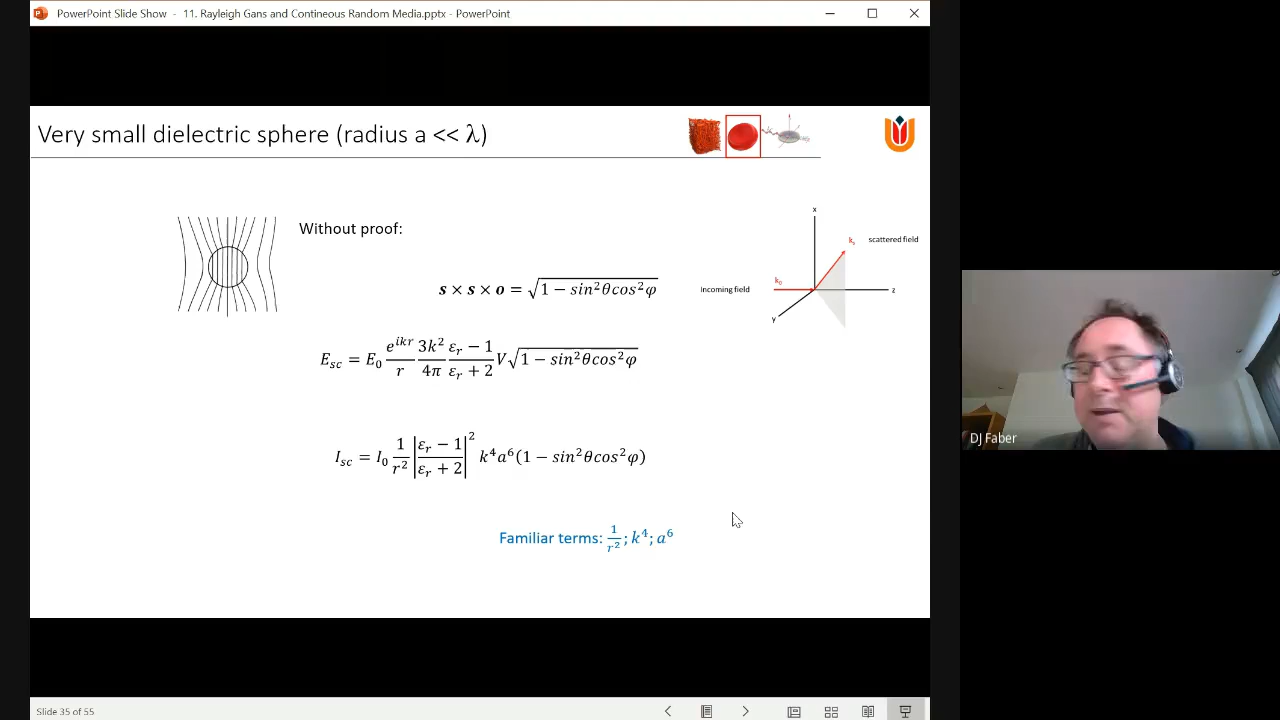 PowerPoint Slide Show - 11. Rayleigh Gans and Contineous Random Media.pptx - PowerPoint
Very small dielectric sphere (radius a << λ)
Without proof:
s × s × o = √(1 − sin²θcos²φ)
E_sc = E_0 e^{ikr}/r 3k²/4π (ε_r − 1)/(ε_r + 2) V√(1 − sin²θcos²φ)
I_sc = I_0 1/r² |(ε_r − 1)/(ε_r + 2)|² k⁴a⁶(1 − sin²θcos²φ)
Familiar terms: 1/r²; k⁴; a⁶
x
k_s
scattered field
k_0
Incoming field
z
y
DJ Faber
Slide 35 of 55